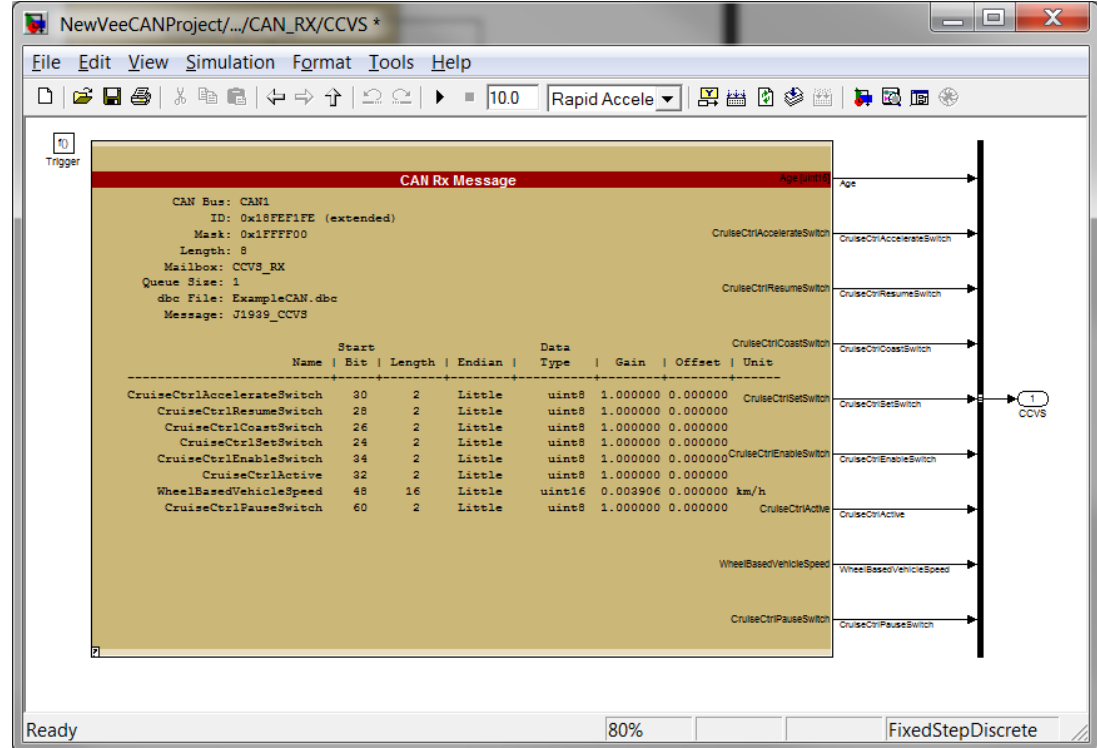 NewVeeCANProject/.../CAN_RX/CCVS *
File Edit View Simulation Format Tools Help
10.0 Rapid Accele
f()
Trigger
CAN Rx Message
Age [uint16]
Age
CAN Bus: CAN1
ID: 0x18FEF1FE (extended)
Mask: 0x1FFFF00
Length: 8
Mailbox: CCVS_RX
Queue Size: 1
dbc File: ExampleCAN.dbc
Message: J1939_CCVS
CruiseCtrlAccelerateSwitch
CruiseCtrlAccelerateSwitch
CruiseCtrlResumeSwitch
CruiseCtrlResumeSwitch
CruiseCtrlCoastSwitch
CruiseCtrlCoastSwitch
Start Data
Name | Bit | Length | Endian | Type | Gain | Offset | Unit
---------------------------+-----+--------+--------+--------+--------+--------+------
CruiseCtrlAccelerateSwitch 30 2 Little uint8 1.000000 0.000000
CruiseCtrlResumeSwitch 28 2 Little uint8 1.000000 0.000000
CruiseCtrlCoastSwitch 26 2 Little uint8 1.000000 0.000000
CruiseCtrlSetSwitch 24 2 Little uint8 1.000000 0.000000
CruiseCtrlEnableSwitch 34 2 Little uint8 1.000000 0.000000
CruiseCtrlActive 32 2 Little uint8 1.000000 0.000000
WheelBasedVehicleSpeed 48 16 Little uint16 0.003906 0.000000 km/h
CruiseCtrlPauseSwitch 60 2 Little uint8 1.000000 0.000000
CruiseCtrlSetSwitch
CruiseCtrlSetSwitch
CruiseCtrlEnableSwitch
CruiseCtrlEnableSwitch
CruiseCtrlActive
CruiseCtrlActive
WheelBasedVehicleSpeed
WheelBasedVehicleSpeed
CruiseCtrlPauseSwitch
CruiseCtrlPauseSwitch
1
CCVS
Ready 80% FixedStepDiscrete